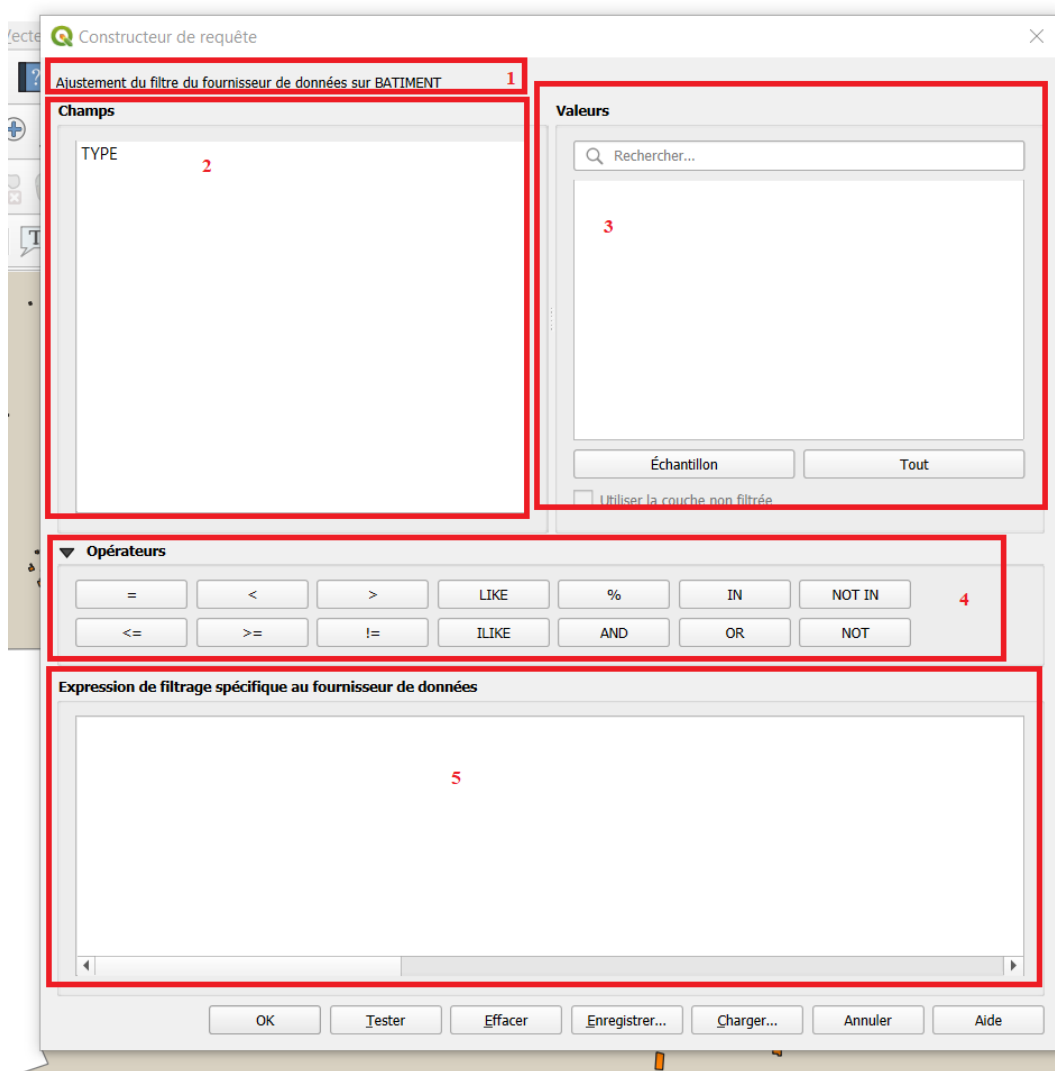 Constructeur de requête
Ajustement du filtre du fournisseur de données sur BATIMENT 1
Champs
TYPE
2
Valeurs
Rechercher...
3
Échantillon Tout
Utiliser la couche non filtrée
Opérateurs
= < > LIKE % IN NOT IN
4
<= >= != ILIKE AND OR NOT
Expression de filtrage spécifique au fournisseur de données
5
OK Tester Effacer Enregistrer... Charger... Annuler Aide